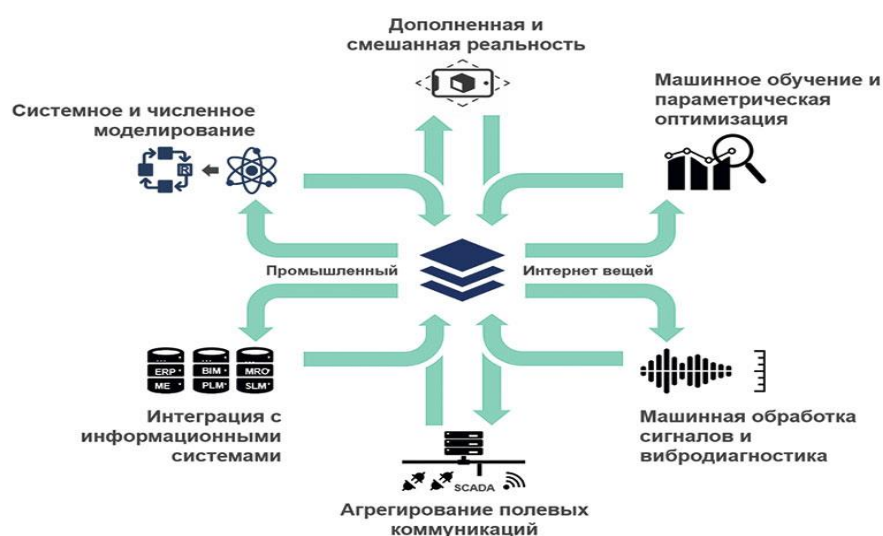 Дополненная и
смешанная реальность
Машинное обучение и
параметрическая
оптимизация
Системное и численное
моделирование
R
Промышленный
Интернет вещей
ERP
ME
BIM
PLM
MRO
SLM
Интеграция с
информационными
системами
Машинная обработка
сигналов и
вибродиагностика
SCADA
Агрегирование полевых
коммуникаций